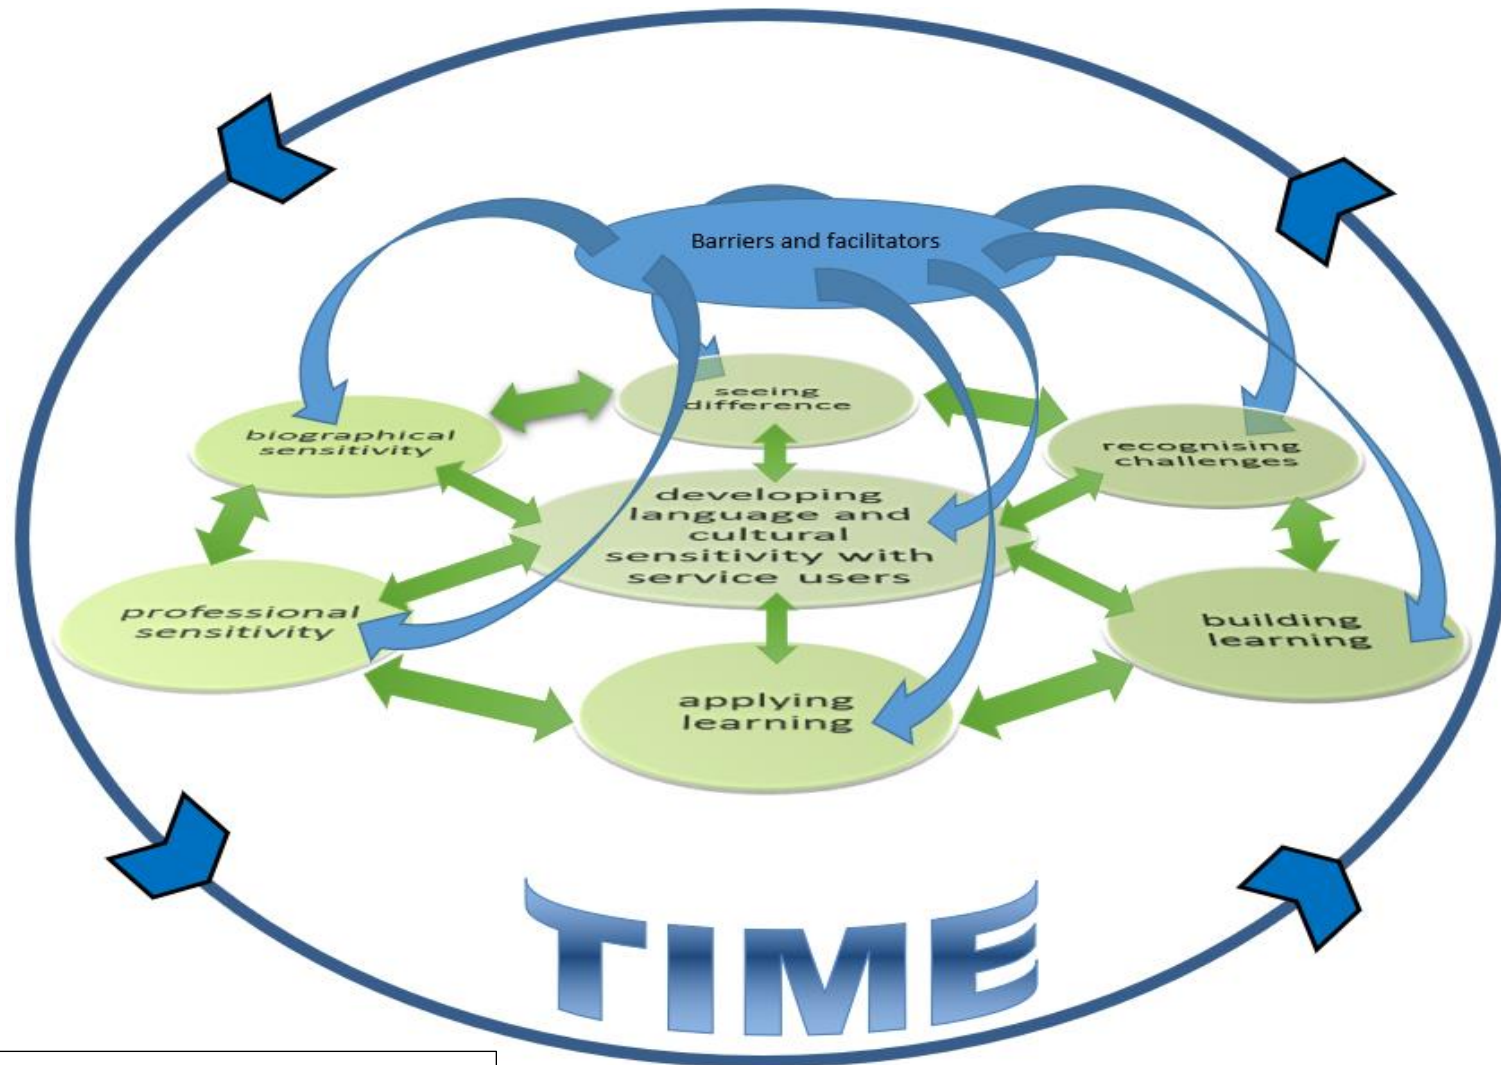 Barriers and facilitators
seeing
difference
biographical
sensitivity
recognising
challenges
developing
language and
cultural
sensitivity with
service users
professional
sensitivity
building
learning
applying
learning
TIME